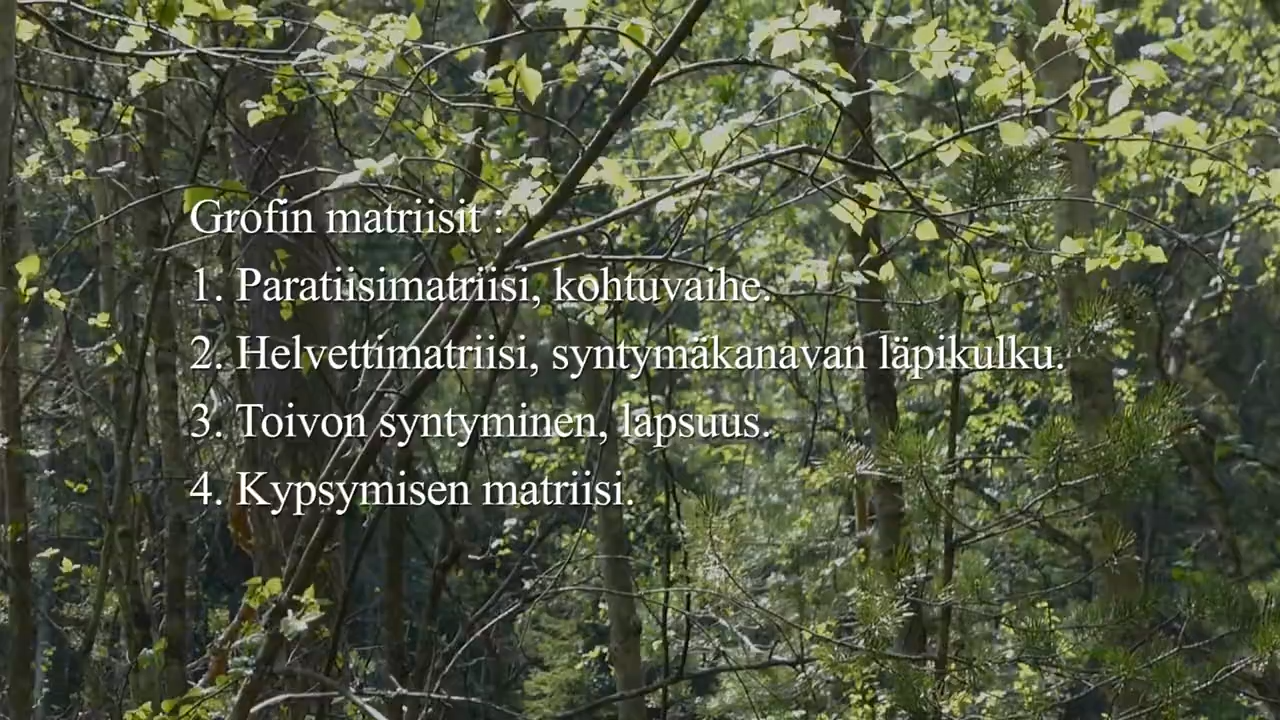 Grofin matriisit :
1. Paratiisimatriisi, kohtuvaihe.
2. Helvettimatriisi, syntymäkanavan läpikulku.
3. Toivon syntyminen, lapsuus.
4. Kypsymisen matriisi.